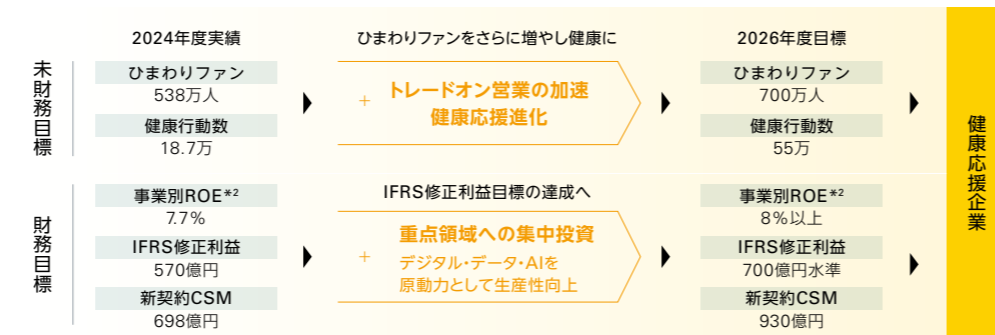 2024年度実績
ひまわりファンをさらに増やし健康に
2026年度目標
未財務目標
ひまわりファン
538万人
健康行動数
18.7万
+
トレードオン営業の加速
健康応援進化
ひまわりファン
700万人
健康行動数
55万
財務目標
事業別ROE*2
7.7%
IFRS修正利益
570億円
新契約CSM
698億円
IFRS修正利益目標の達成へ
+
重点領域への集中投資
デジタル・データ・AIを
原動力として生産性向上
事業別ROE*2
8%以上
IFRS修正利益
700億円水準
新契約CSM
930億円
健康応援企業